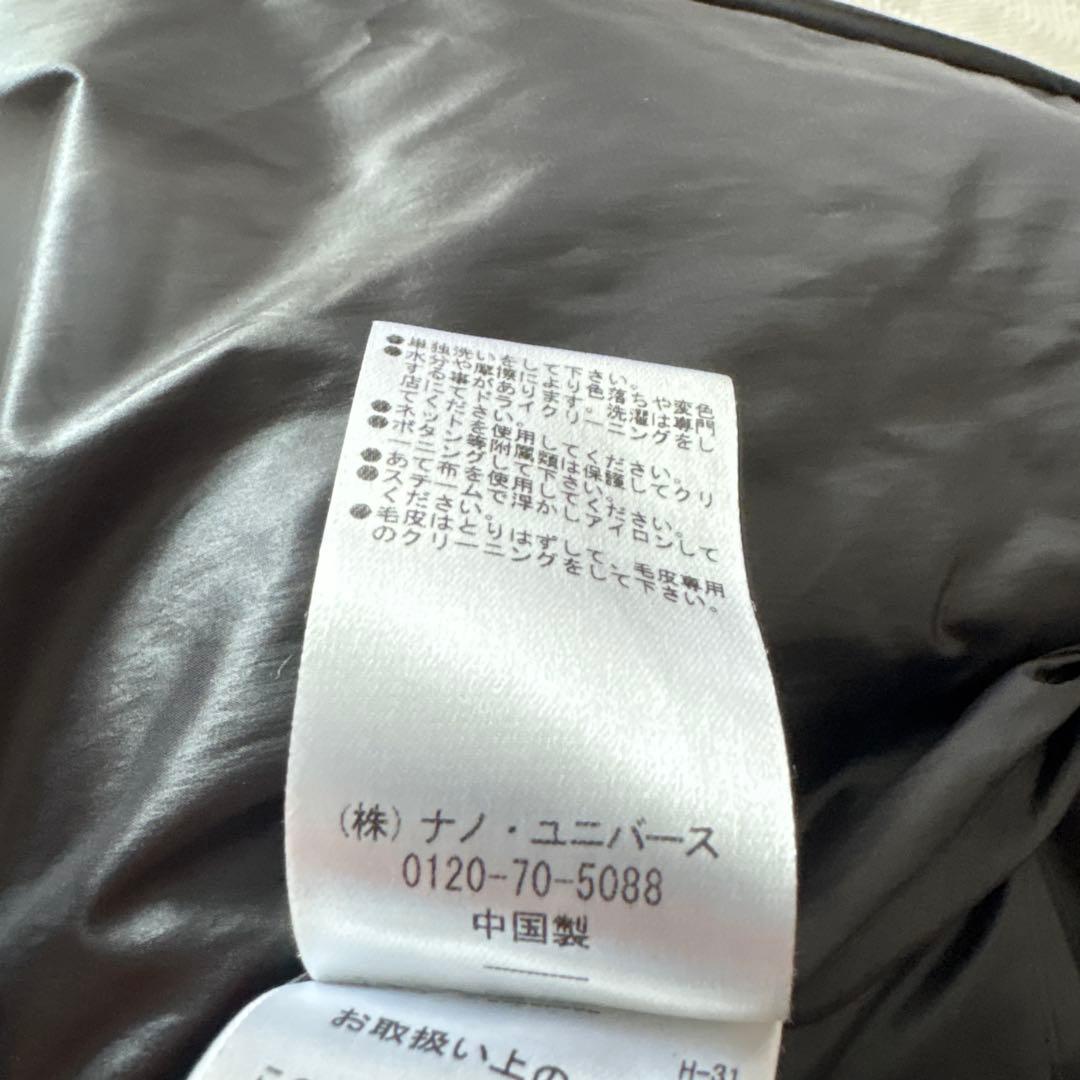 ●単独洗いをして下さい。
●水分や摩擦により色落ちや変色
する事があります。洗濯は専門
店にてドライクリーニングをし
てください。
●ネットを使用してください。
●ボタン等附属類は保護してクリ
ーニングして下さい。
●あて布を使用してください。
●スチームで浮かしアイロンして
ください。
●毛皮はとりはずして、毛皮専用
のクリーニングをして下さい。
(株)ナノ・ユニバース
0120-70-5088
中国製
お取扱い上の
H-31